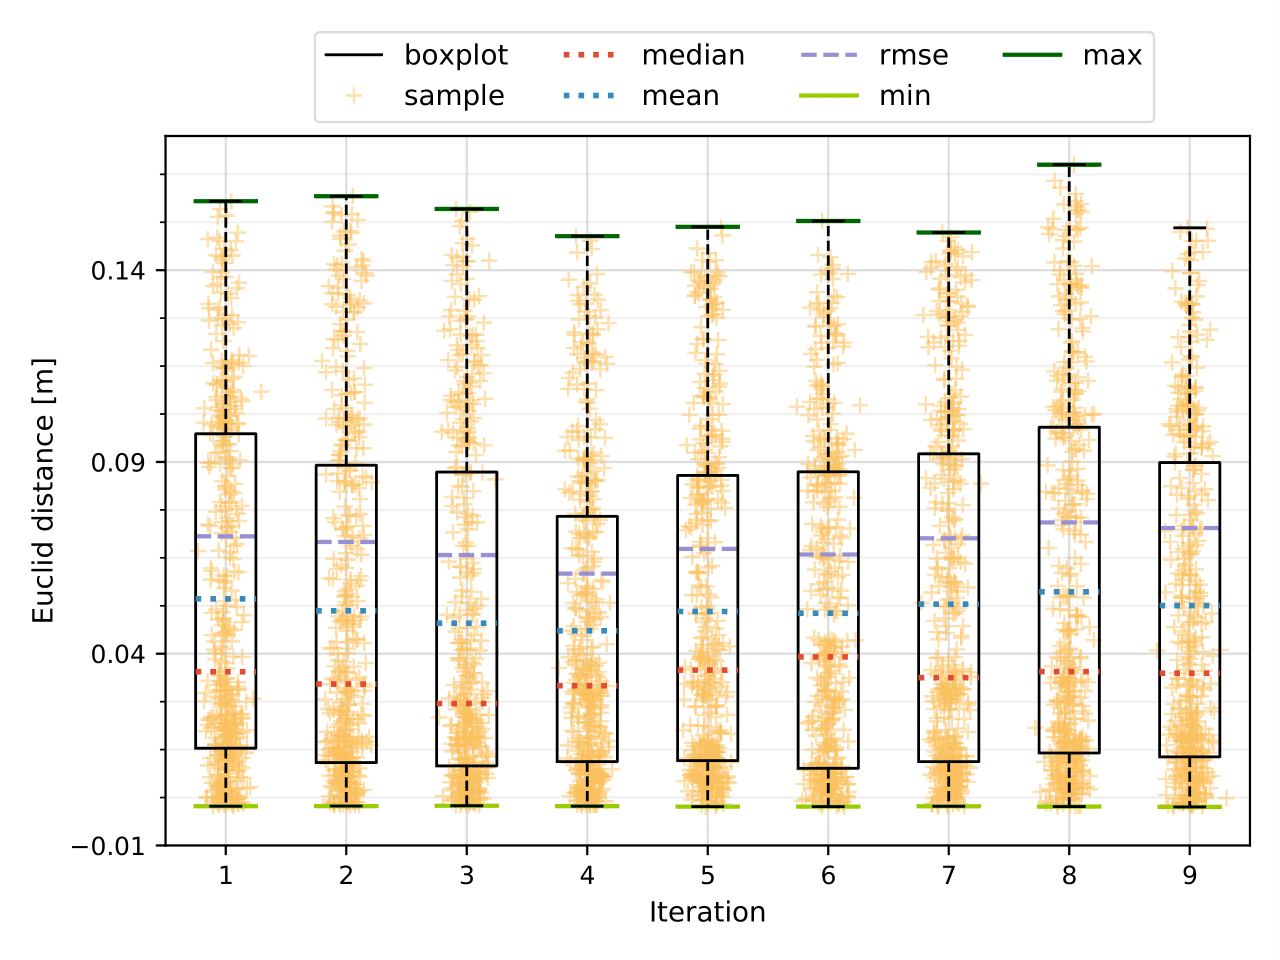 boxplot median rmse max
sample mean min
Euclid distance [m]
0.14
0.09
0.04
−0.01
1 2 3 4 5 6 7 8 9
Iteration